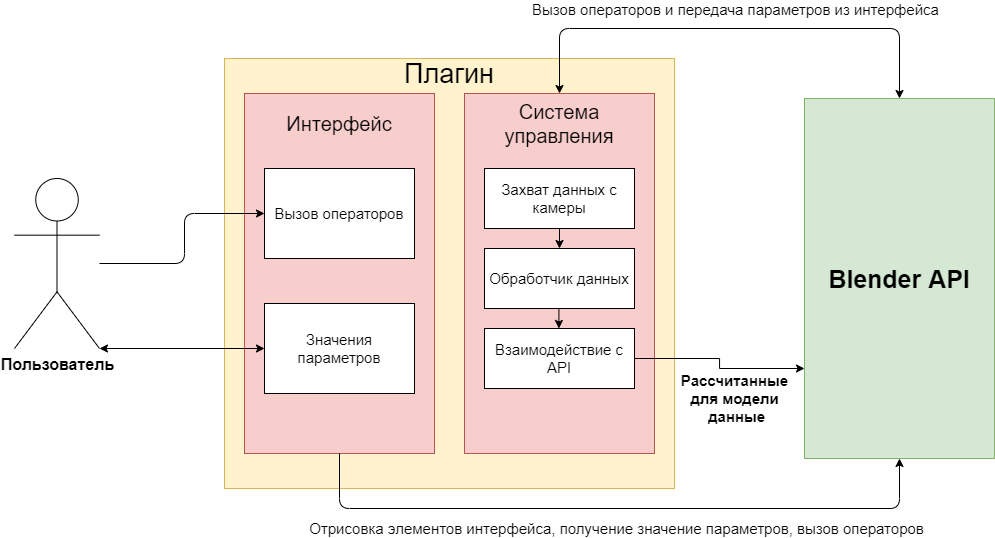 Вызов операторов и передача параметров из интерфейса
Плагин
Интерфейс
Вызов операторов
Значения
параметров
Система
управления
Захват данных с
камеры
Обработчик данных
Взаимодействие с
API
Пользователь
Рассчитанные
для модели
данные
Blender API
Отрисовка элементов интерфейса, получение значение параметров, вызов операторов